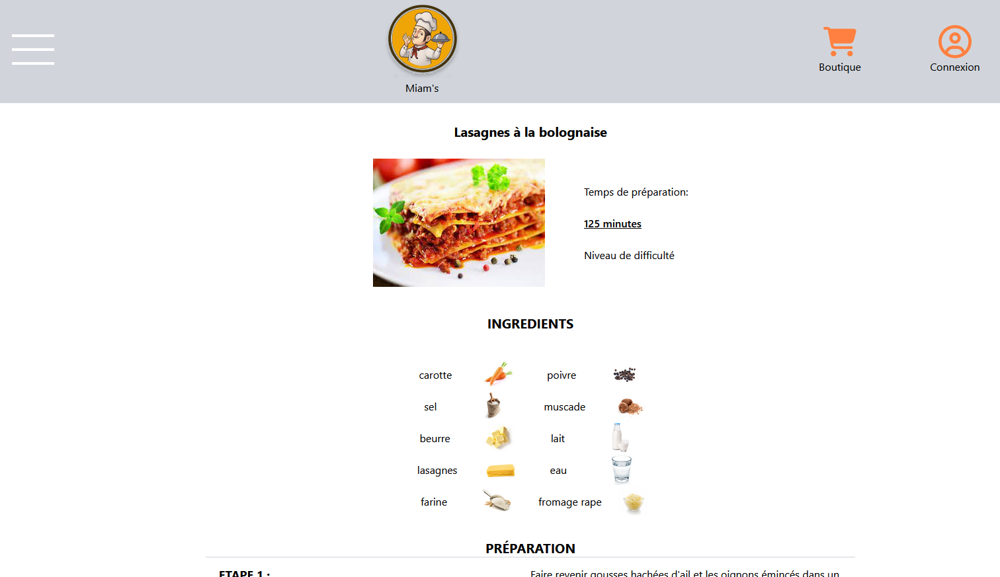 Miam's
Boutique
Connexion
Lasagnes à la bolognaise
Temps de préparation:
125 minutes
Niveau de difficulté
INGREDIENTS
carotte poivre
sel muscade
beurre lait
lasagnes eau
farine fromage rape
PRÉPARATION
ETAPE 1 : Faire revenir gousses hachées d'ail et les oignons émincés dans un